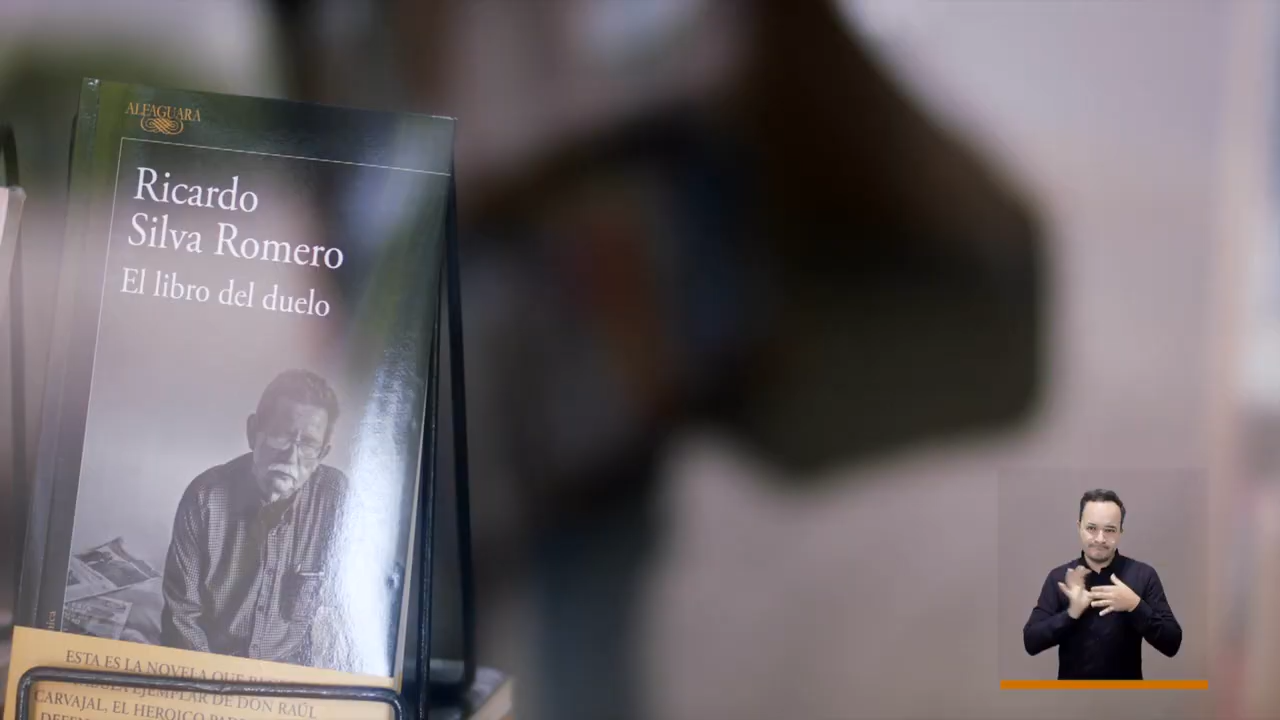 ALFAGUARA
Ricardo
Silva Romero
El libro del duelo
ESTA ES LA NOVELA QUE
EJEMPLAR DE DON RAÚL
CARVAJAL, EL HEROICO